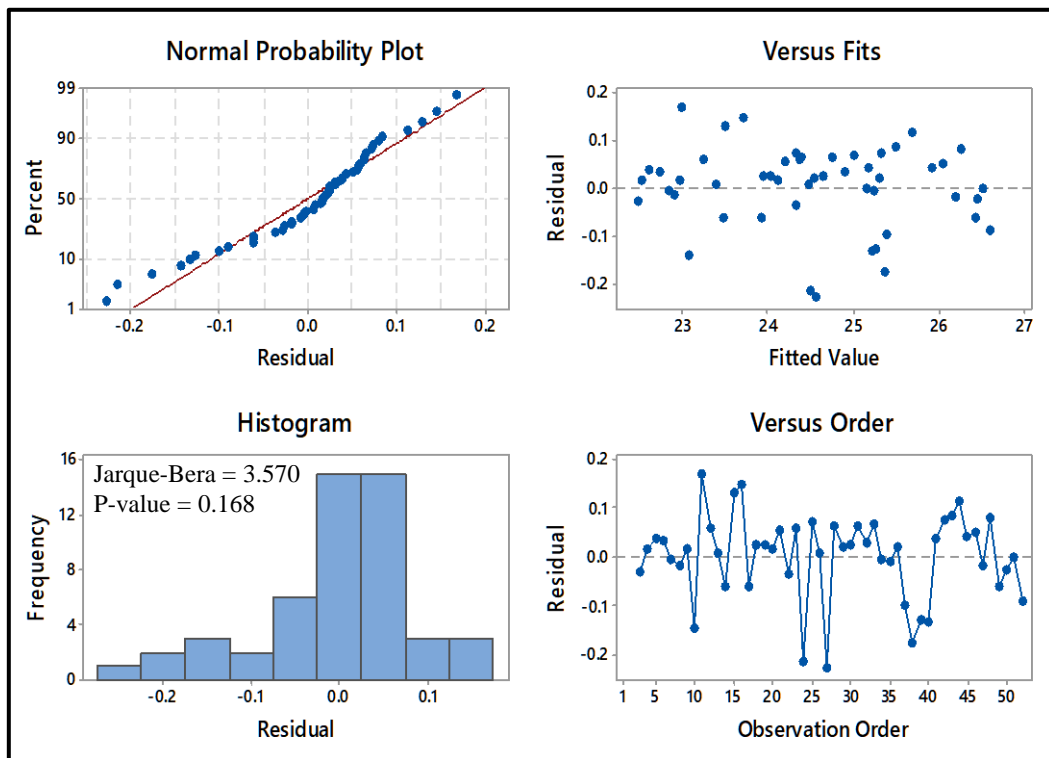 Normal Probability Plot
99
90
50
10
1
Percent
-0.2 -0.1 0.0 0.1 0.2
Residual
Versus Fits
0.2
0.1
0.0
-0.1
-0.2
Residual
23 24 25 26 27
Fitted Value
Histogram
Jarque-Bera = 3.570
P-value = 0.168
16
12
8
4
0
Frequency
-0.2 -0.1 0.0 0.1
Residual
Versus Order
0.2
0.1
0.0
-0.1
-0.2
Residual
1 5 10 15 20 25 30 35 40 45 50
Observation Order